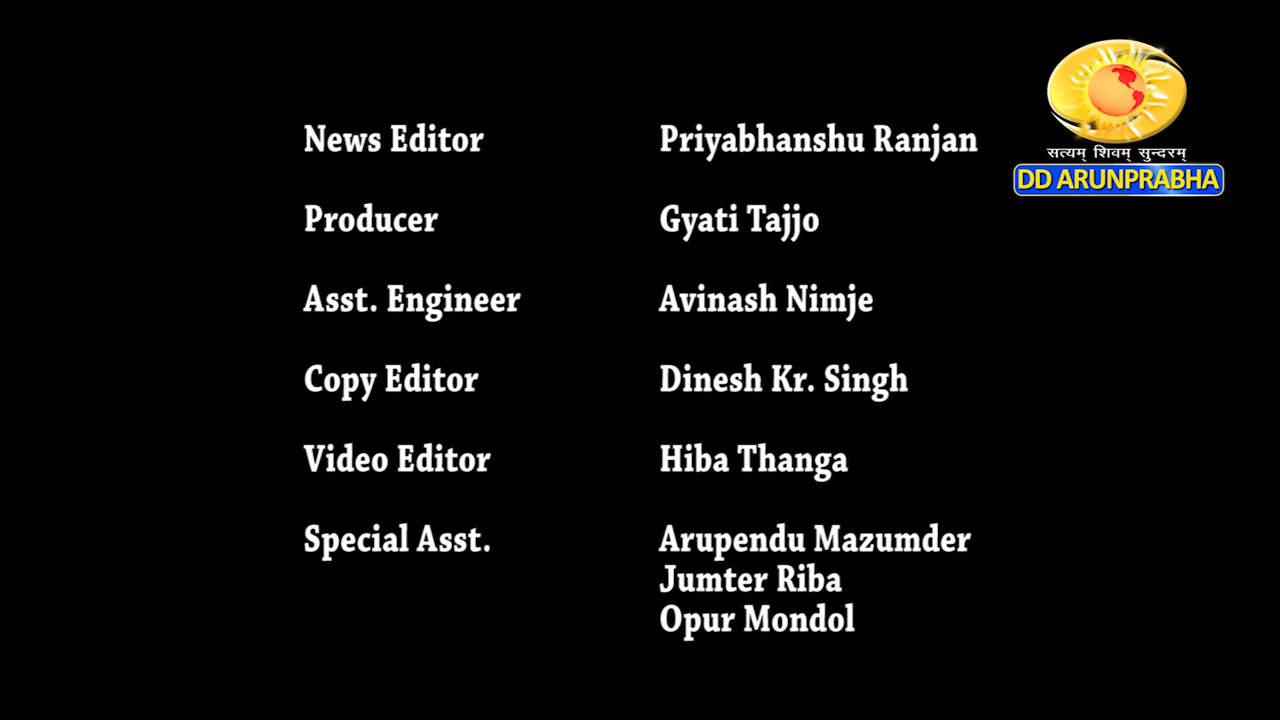 News Editor Priyabhanshu Ranjan
सत्यम् शिवम् सुन्दरम्
DD ARUNPRABHA
Producer Gyati Tajjo
Asst. Engineer Avinash Nimje
Copy Editor Dinesh Kr. Singh
Video Editor Hiba Thanga
Special Asst. Arupendu Mazumder
Jumter Riba
Opur Mondol